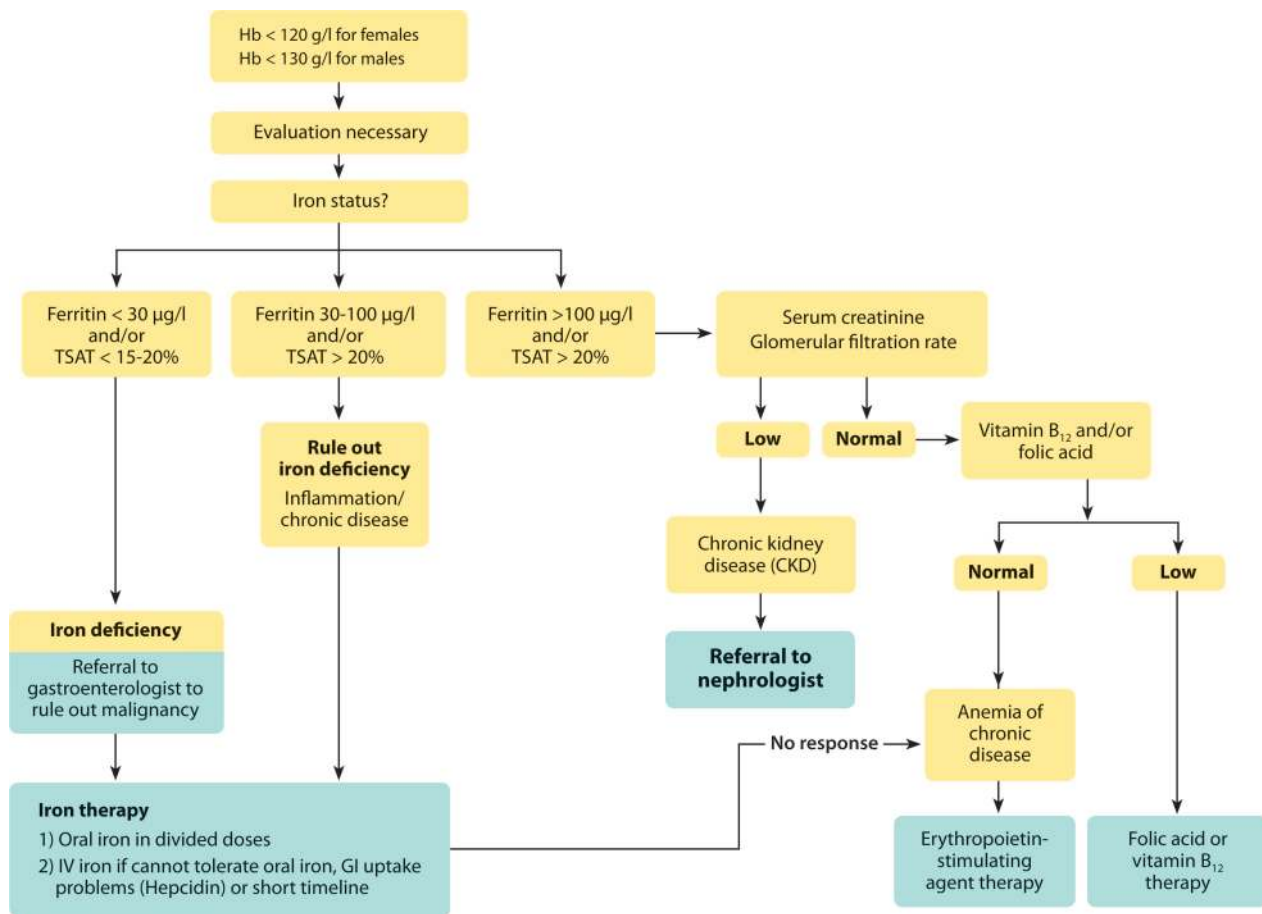 Hb < 120 g/l for females
Hb < 130 g/l for males
Evaluation necessary
Iron status?
Ferritin < 30 µg/l
and/or
TSAT < 15-20%
Ferritin 30-100 µg/l
and/or
TSAT > 20%
Ferritin >100 µg/l
and/or
TSAT > 20%
Serum creatinine
Glomerular filtration rate
Rule out
iron deficiency
Inflammation/
chronic disease
Low
Normal
Vitamin B₁₂ and/or
folic acid
Chronic kidney
disease (CKD)
Normal
Low
Iron deficiency
Referral to
gastroenterologist to
rule out malignancy
Referral to
nephrologist
Anemia of
chronic
disease
No response
Iron therapy
1) Oral iron in divided doses
2) IV iron if cannot tolerate oral iron, GI uptake
problems (Hepcidin) or short timeline
Erythropoietin-
stimulating
agent therapy
Folic acid or
vitamin B₁₂
therapy